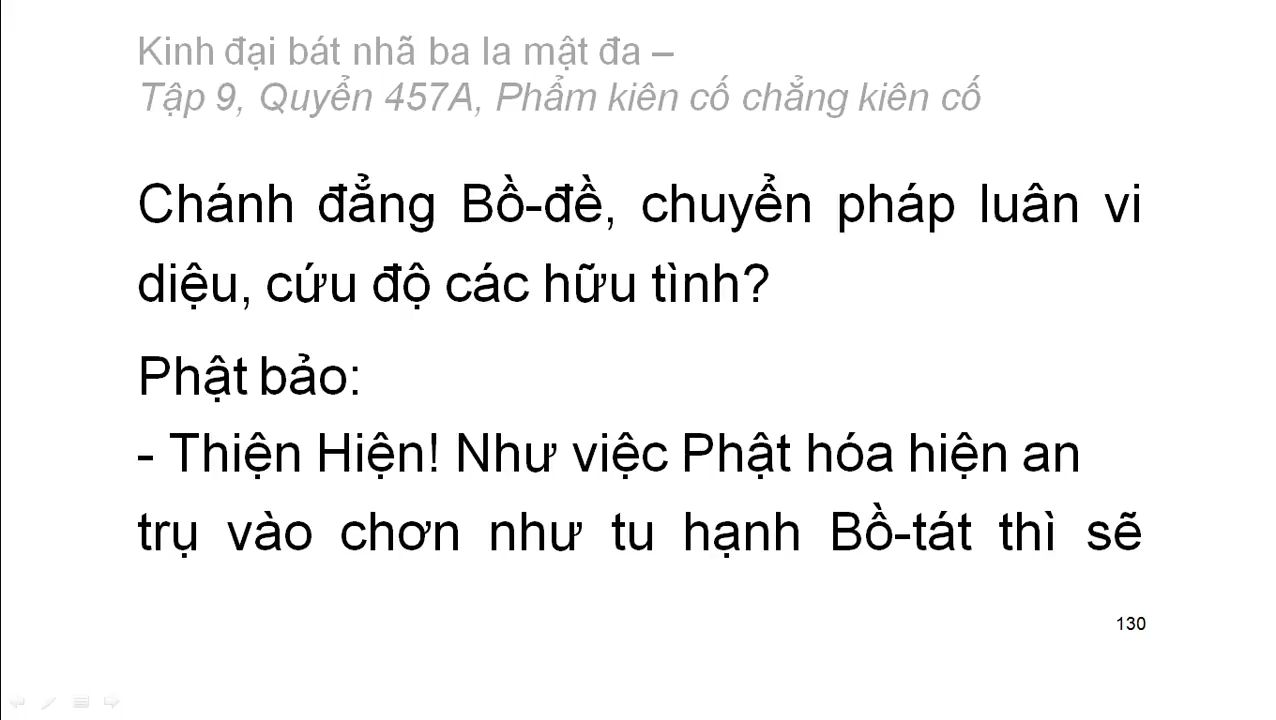 Kinh đại bát nhã ba la mật đa –
Tập 9, Quyển 457A, Phẩm kiên cố chẳng kiên cố
Chánh đẳng Bồ-đề, chuyển pháp luân vi
diệu, cứu độ các hữu tình?
Phật bảo:
- Thiện Hiện! Như việc Phật hóa hiện an
trụ vào chơn như tu hạnh Bồ-tát thì sẽ
130